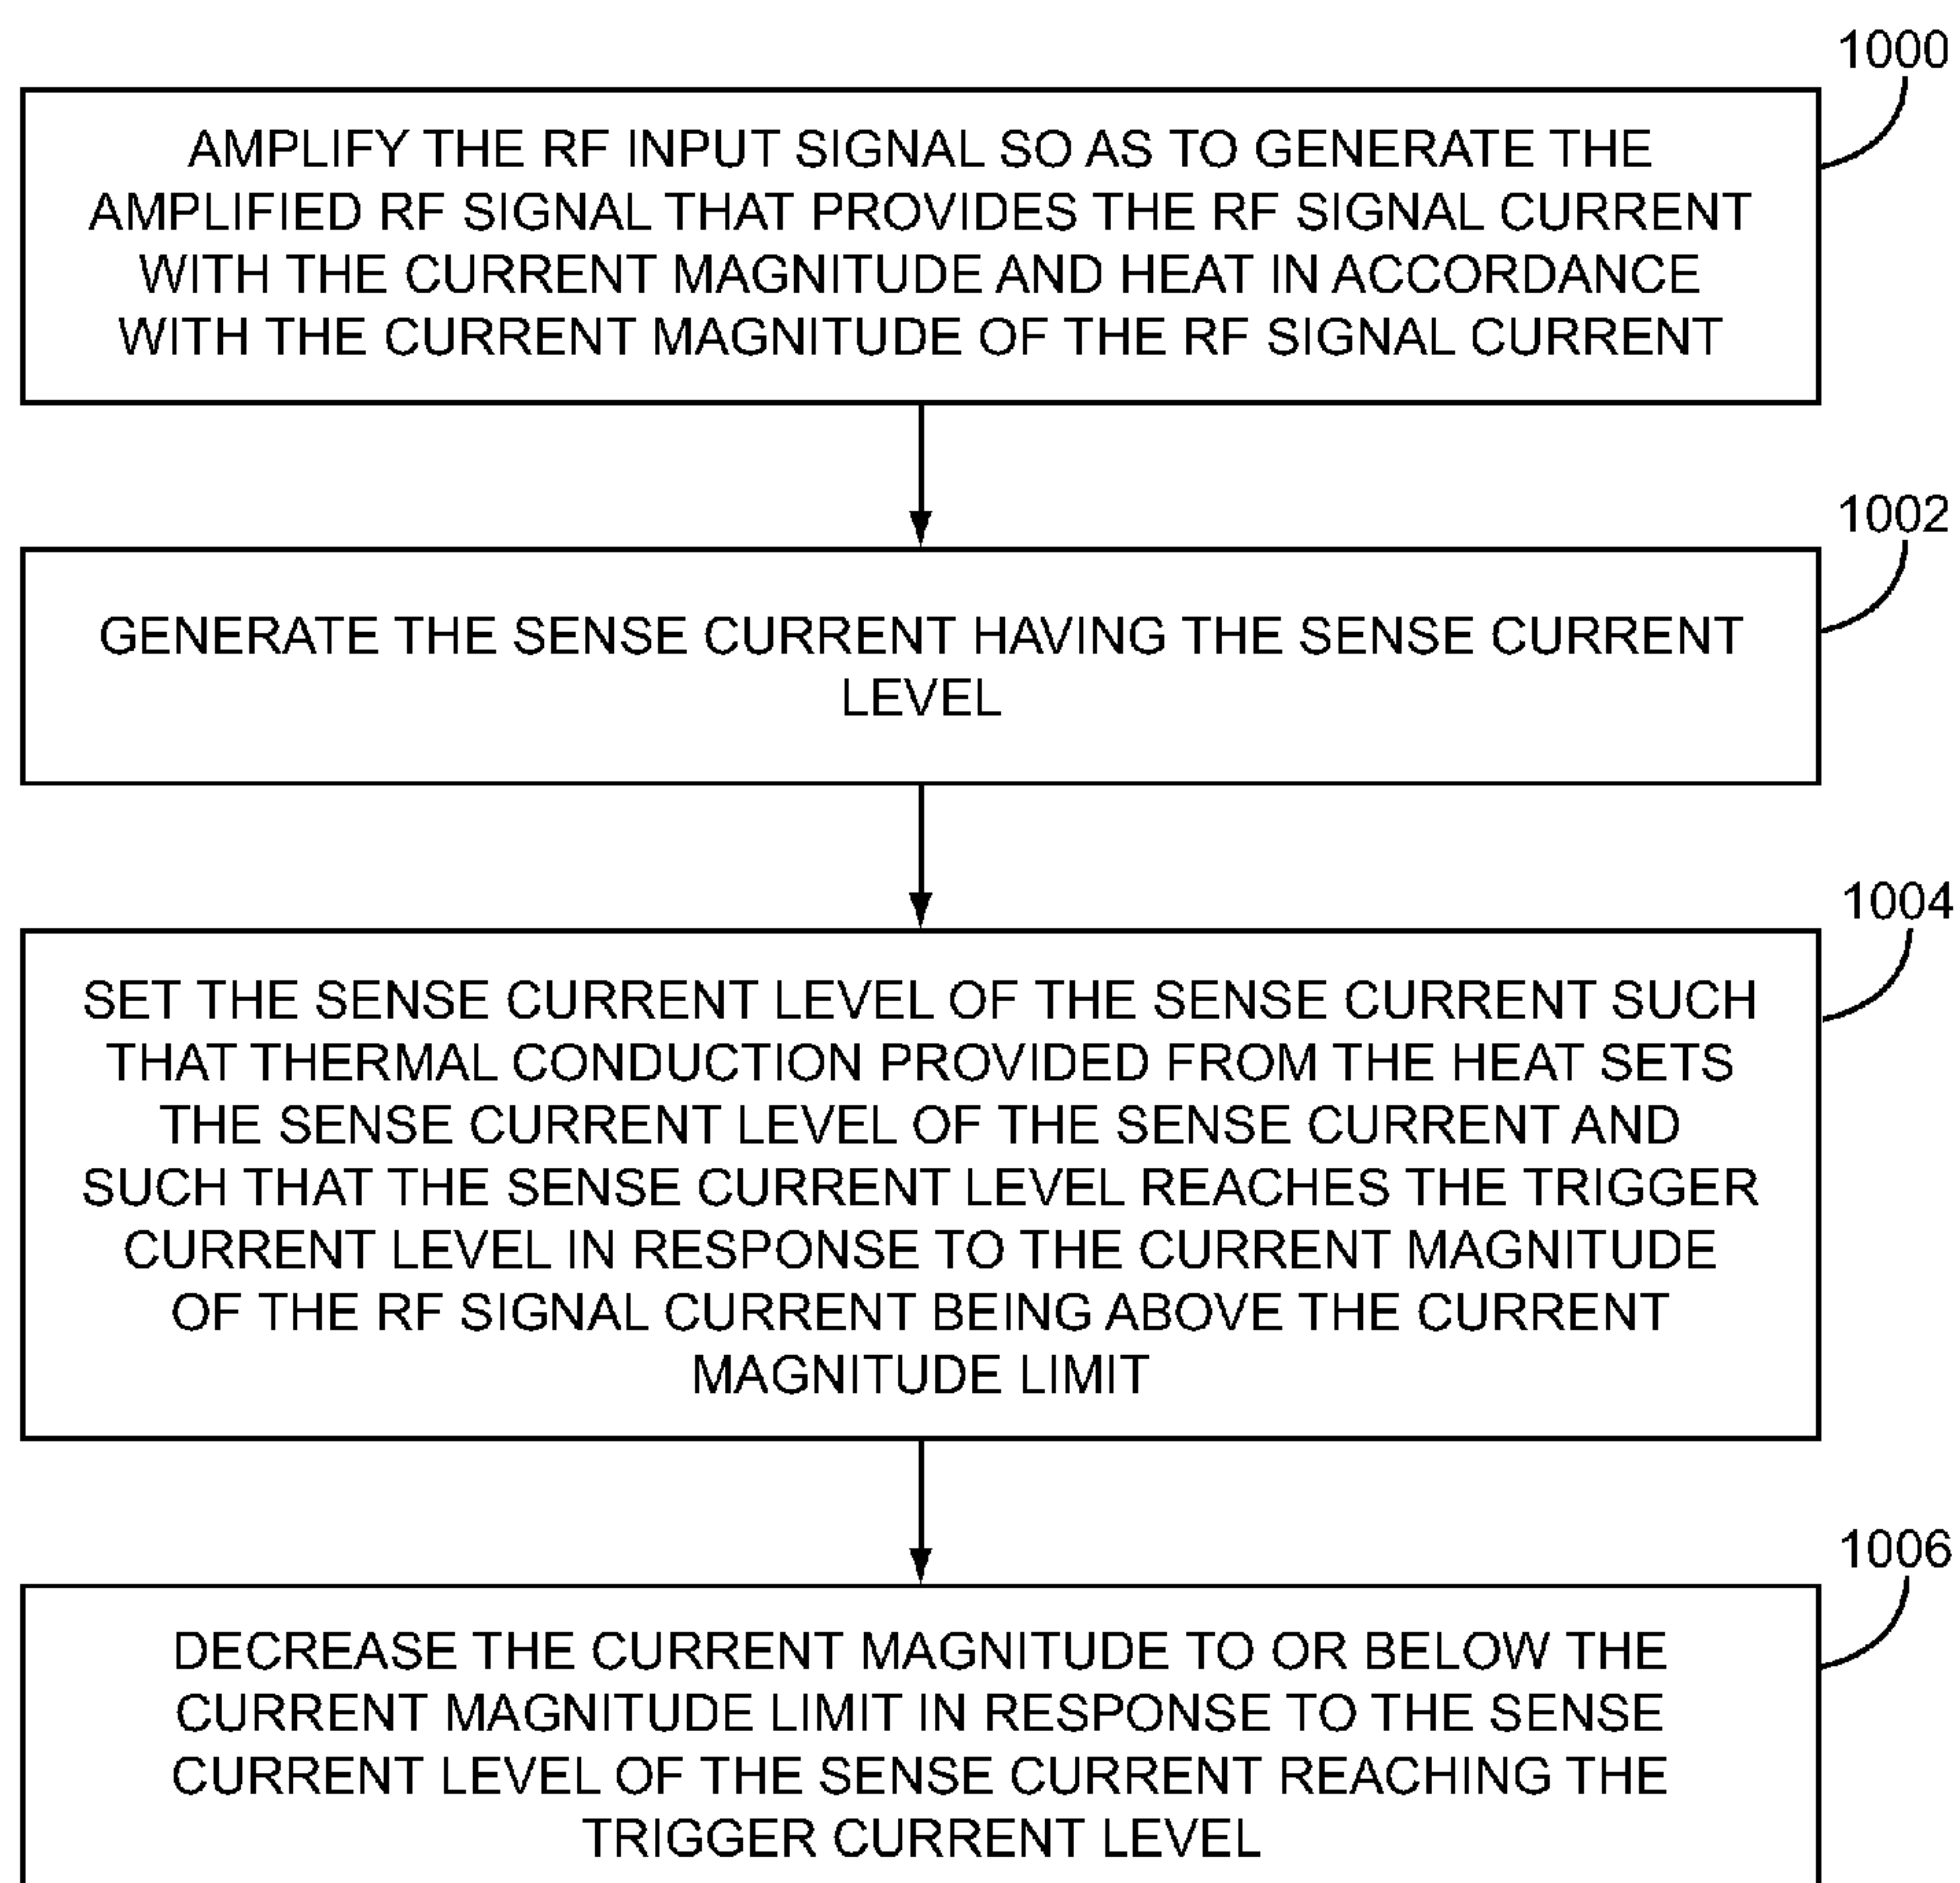 1000
AMPLIFY THE RF INPUT SIGNAL SO AS TO GENERATE THE
AMPLIFIED RF SIGNAL THAT PROVIDES THE RF SIGNAL CURRENT
WITH THE CURRENT MAGNITUDE AND HEAT IN ACCORDANCE
WITH THE CURRENT MAGNITUDE OF THE RF SIGNAL CURRENT
1002
GENERATE THE SENSE CURRENT HAVING THE SENSE CURRENT
LEVEL
1004
SET THE SENSE CURRENT LEVEL OF THE SENSE CURRENT SUCH
THAT THERMAL CONDUCTION PROVIDED FROM THE HEAT SETS
THE SENSE CURRENT LEVEL OF THE SENSE CURRENT AND
SUCH THAT THE SENSE CURRENT LEVEL REACHES THE TRIGGER
CURRENT LEVEL IN RESPONSE TO THE CURRENT MAGNITUDE
OF THE RF SIGNAL CURRENT BEING ABOVE THE CURRENT
MAGNITUDE LIMIT
1006
DECREASE THE CURRENT MAGNITUDE TO OR BELOW THE
CURRENT MAGNITUDE LIMIT IN RESPONSE TO THE SENSE
CURRENT LEVEL OF THE SENSE CURRENT REACHING THE
TRIGGER CURRENT LEVEL